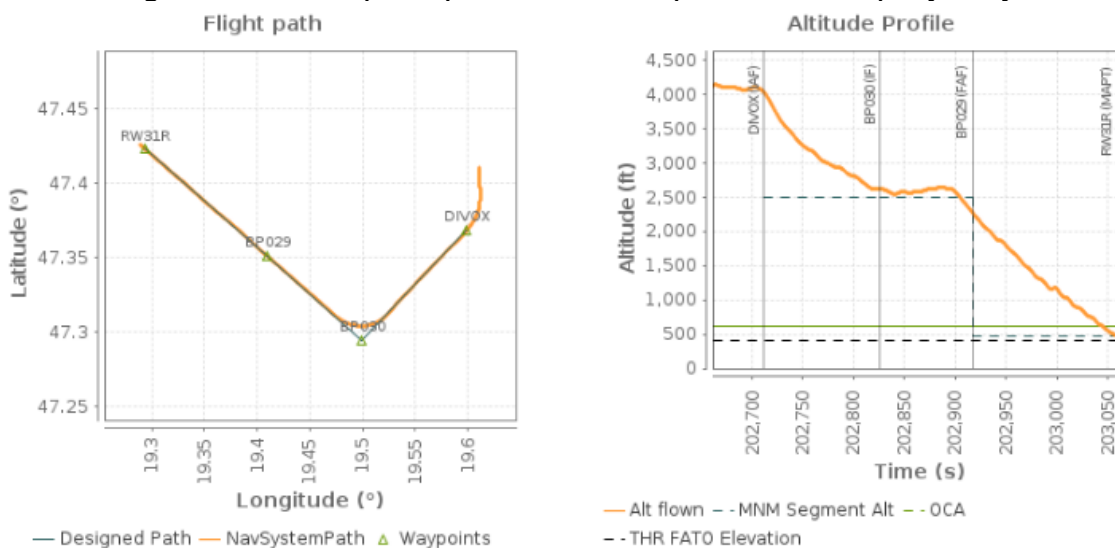 Flight path
47.45
47.4
47.35
47.3
47.25
Latitude (°)
RW31R
DIVOX
BP029
BP030
19.3
19.35
19.4
19.45
19.5
19.55
19.6
Longitude (°)
Designed Path
NavSystemPath
Waypoints
Altitude Profile
4,500
4,000
3,500
3,000
2,500
2,000
1,500
1,000
500
0
Altitude (ft)
DIVOX (IAF)
BP030 (IF)
BP029 (FAF)
RW31R (MAPT)
202,700
202,750
202,800
202,850
202,900
202,950
203,000
203,050
Time (s)
Alt flown
MNM Segment Alt
OCA
THR FATO Elevation